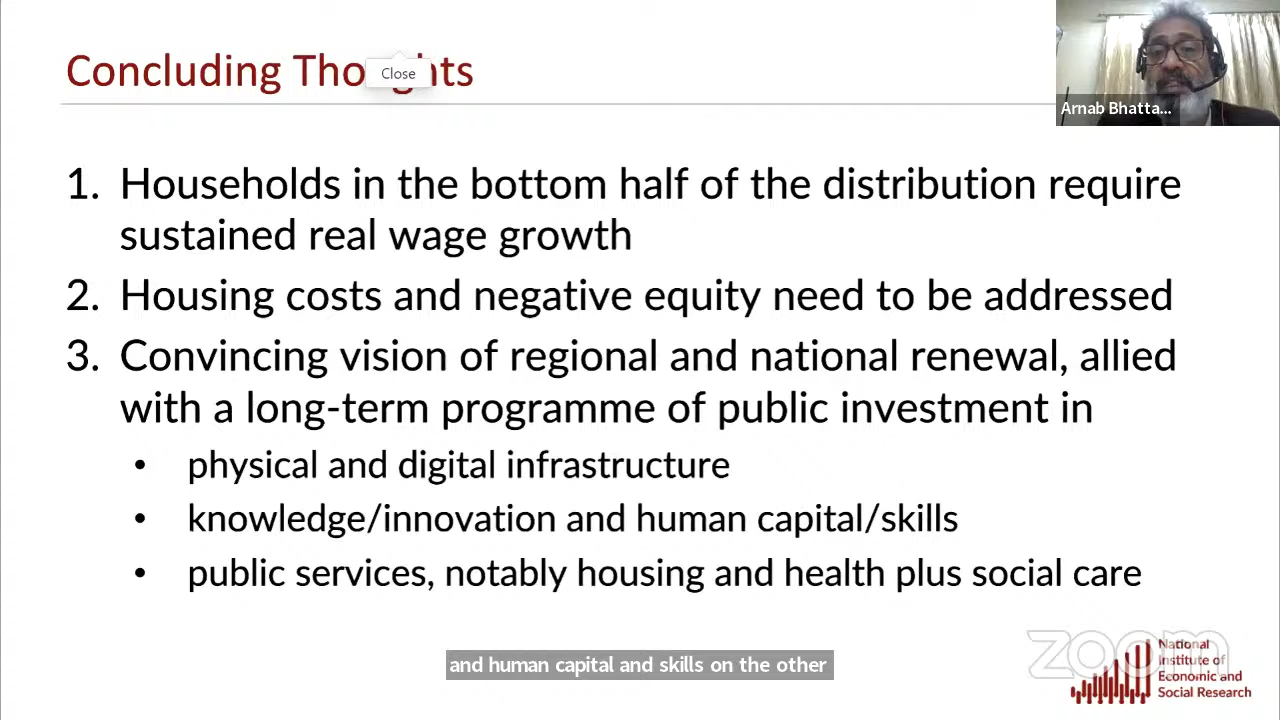 Concluding Thoughts
Close
Arnab Bhatta...
1. Households in the bottom half of the distribution require
sustained real wage growth
2. Housing costs and negative equity need to be addressed
3. Convincing vision of regional and national renewal, allied
with a long-term programme of public investment in
• physical and digital infrastructure
• knowledge/innovation and human capital/skills
• public services, notably housing and health plus social care
and human capital and skills on the other
zoom
National
Institute of
Economic and
Social Research